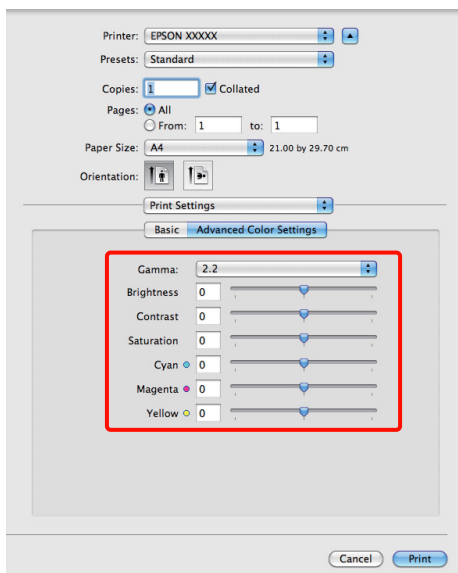 Printer: EPSON XXXXX
Presets: Standard
Copies: 1 Collated
Pages: All
From: 1 to: 1
Paper Size: A4 21.00 by 29.70 cm
Orientation:
Print Settings
Basic Advanced Color Settings
Gamma: 2.2
Brightness 0
Contrast 0
Saturation 0
Cyan 0
Magenta 0
Yellow 0
Cancel Print